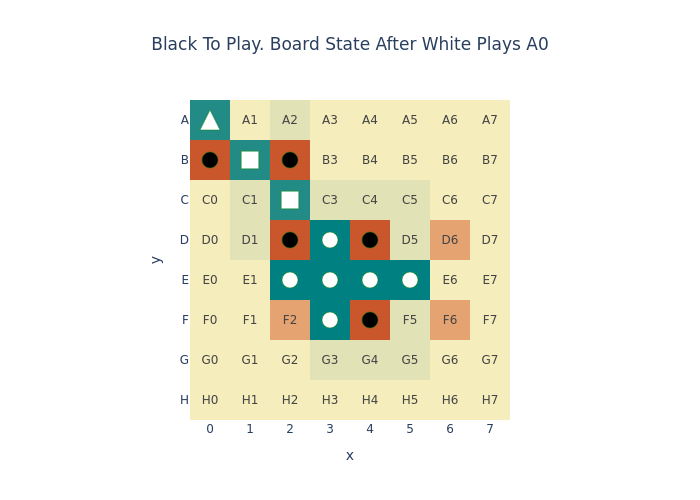 Black To Play. Board State After White Plays A0
A A1 A2 A3 A4 A5 A6 A7
B B3 B4 B5 B6 B7
C C0 C1 C3 C4 C5 C6 C7
D D0 D1 D5 D6 D7
E E0 E1 E6 E7
F F0 F1 F2 F5 F6 F7
G G0 G1 G2 G3 G4 G5 G6 G7
H H0 H1 H2 H3 H4 H5 H6 H7
0 1 2 3 4 5 6 7
x
y